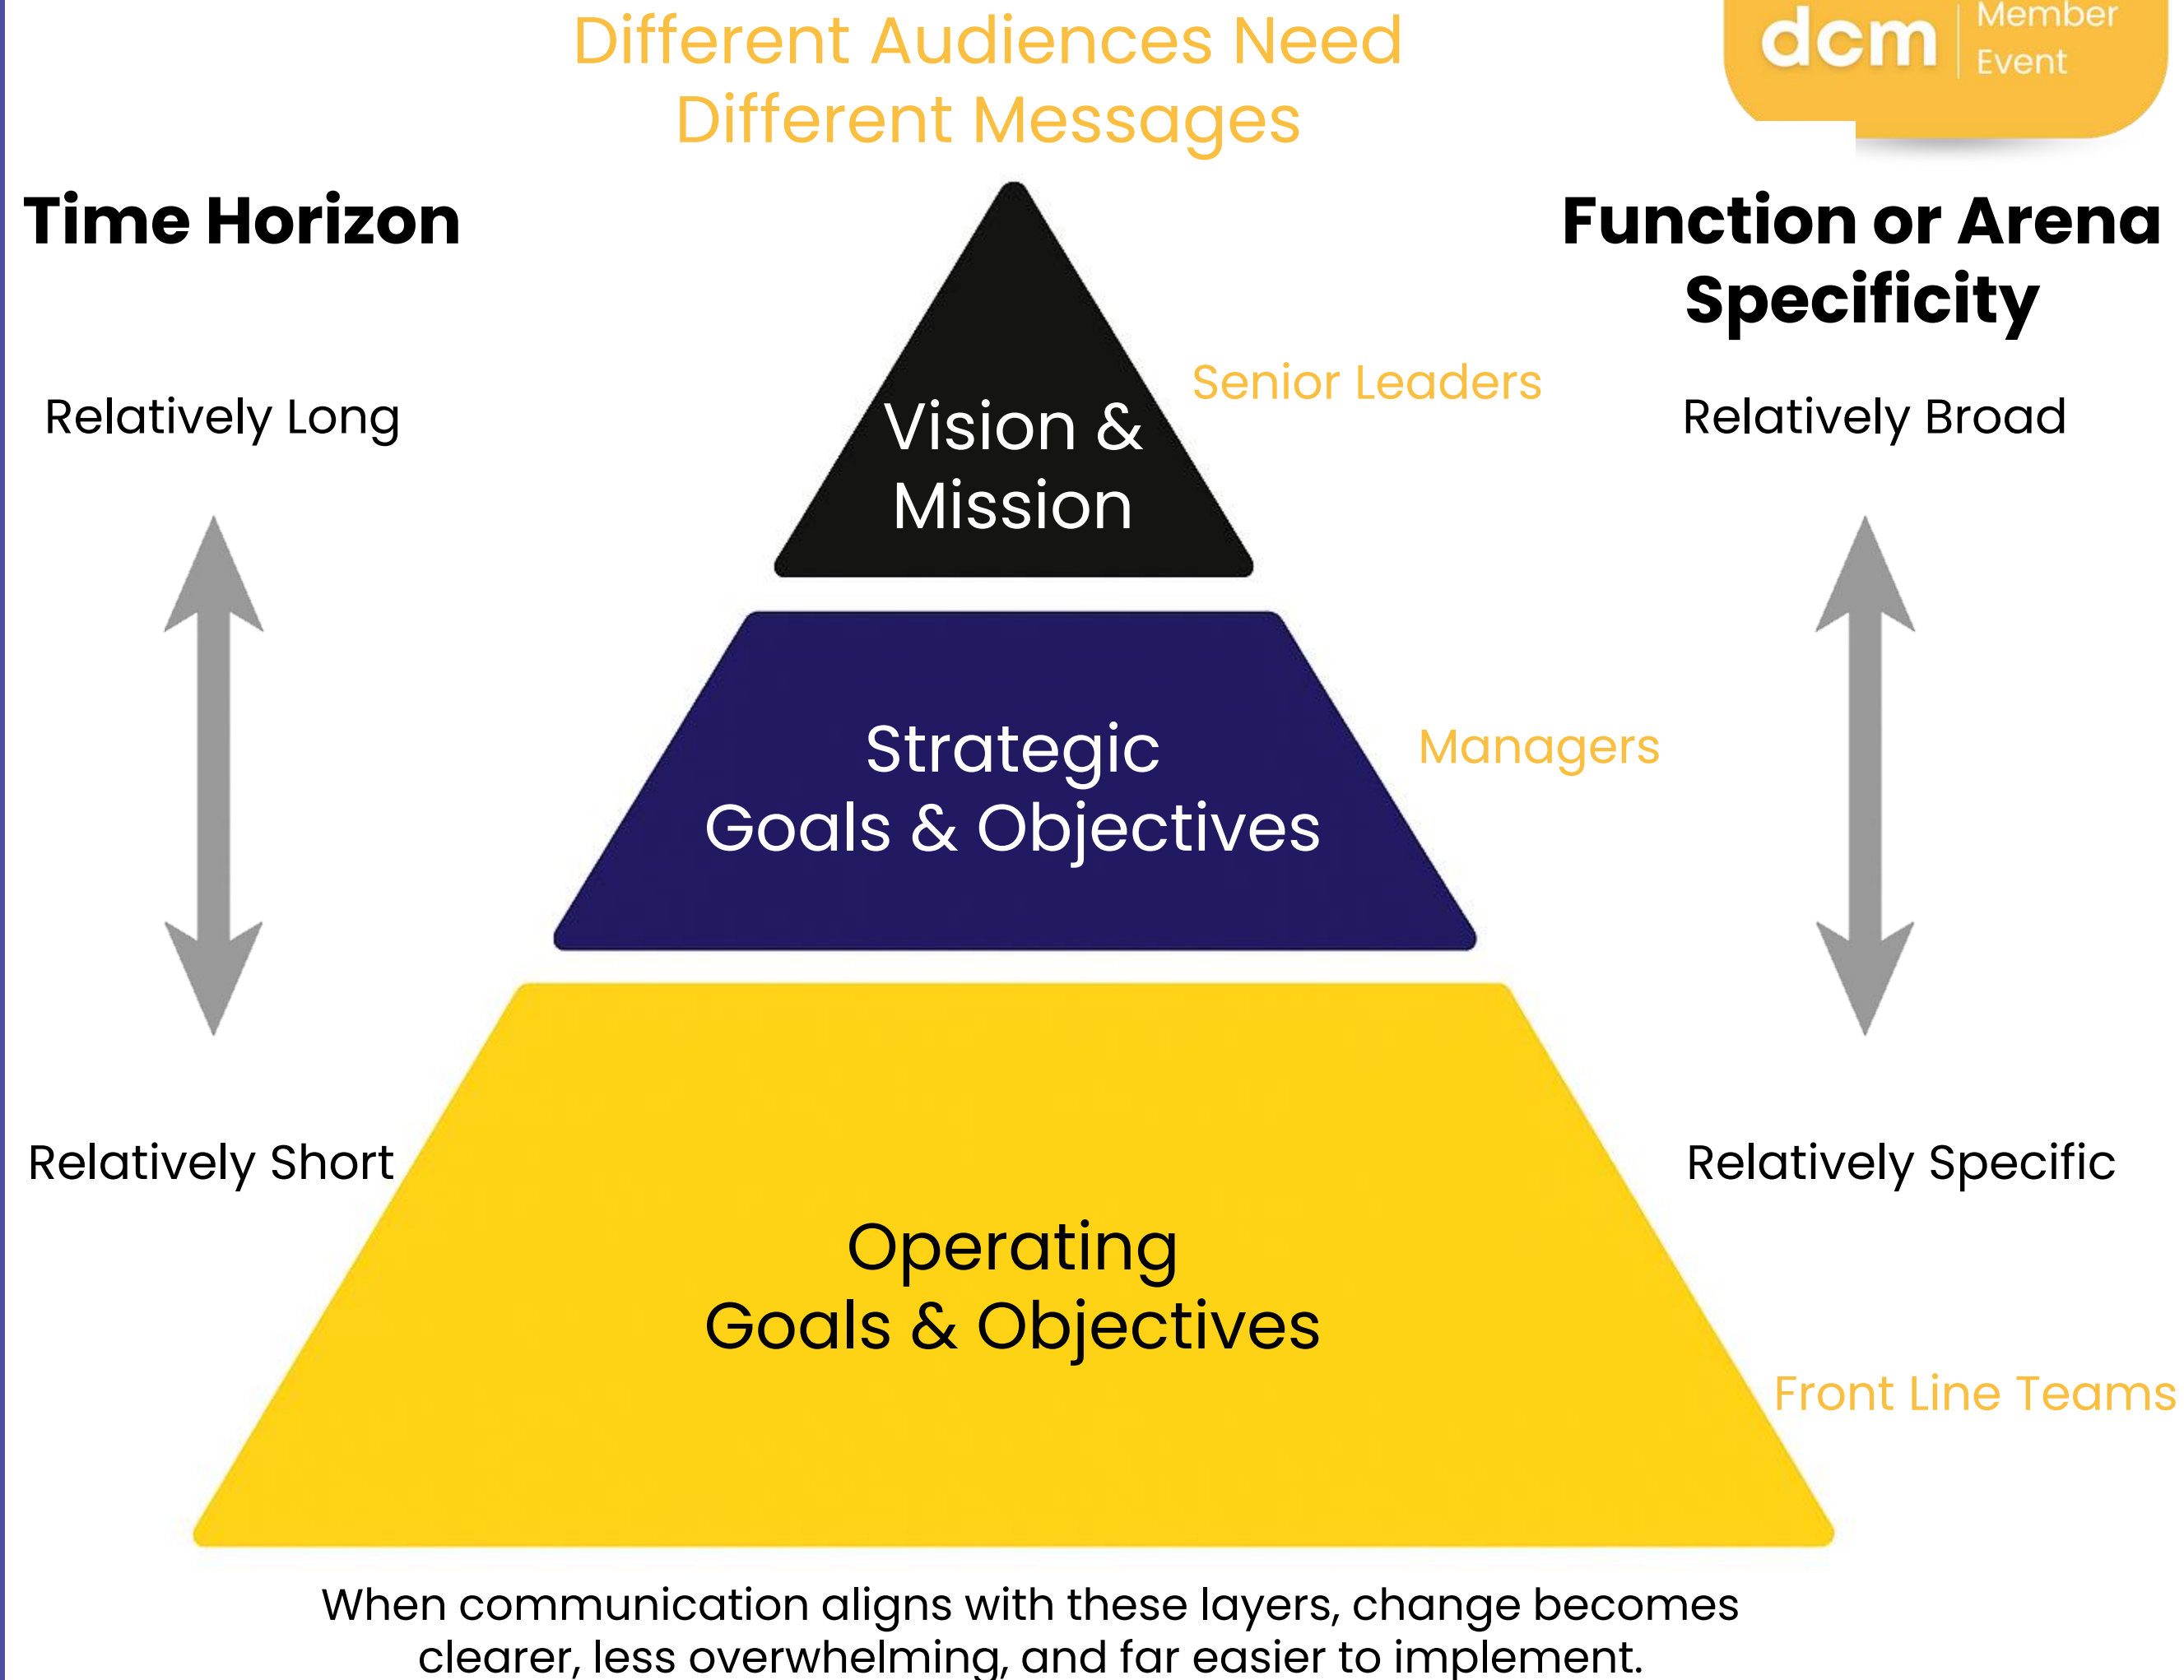 Different Audiences Need
Different Messages
dcm
Member
Event
Time Horizon
Function or Arena
Specificity
Relatively Long
Vision &
Mission
Senior Leaders
Relatively Broad
Strategic
Goals & Objectives
Managers
Relatively Short
Relatively Specific
Operating
Goals & Objectives
Front Line Teams
When communication aligns with these layers, change becomes
clearer, less overwhelming, and far easier to implement.